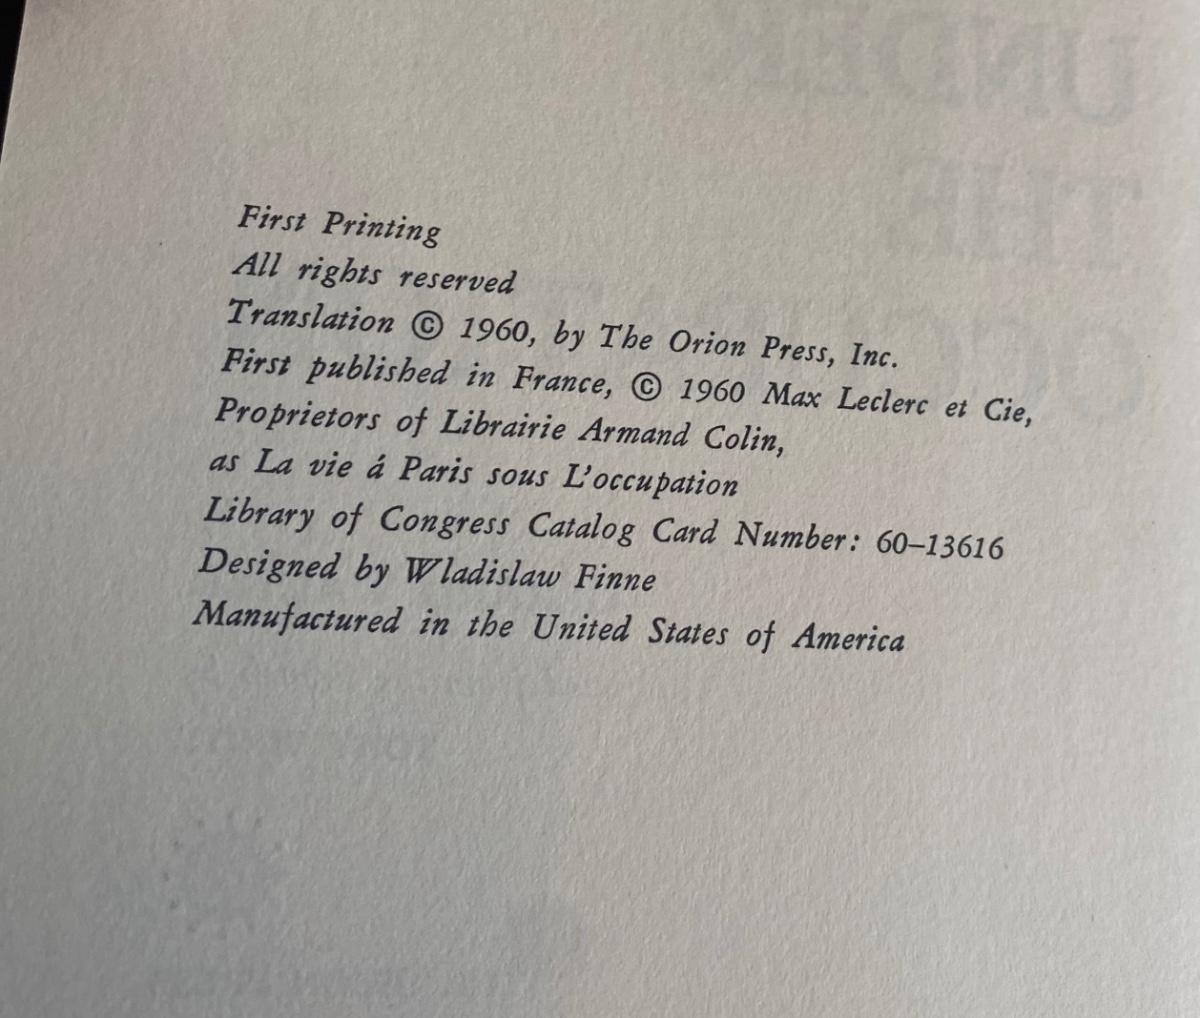 UNDER
THE
First Printing
All rights reserved
Translation © 1960, by The Orion Press, Inc.
First published in France, © 1960 Max Leclerc et Cie,
Proprietors of Librairie Armand Colin,
as La vie á Paris sous L'occupation
Library of Congress Catalog Card Number: 60–13616
Designed by Wladislaw Finne
Manufactured in the United States of America